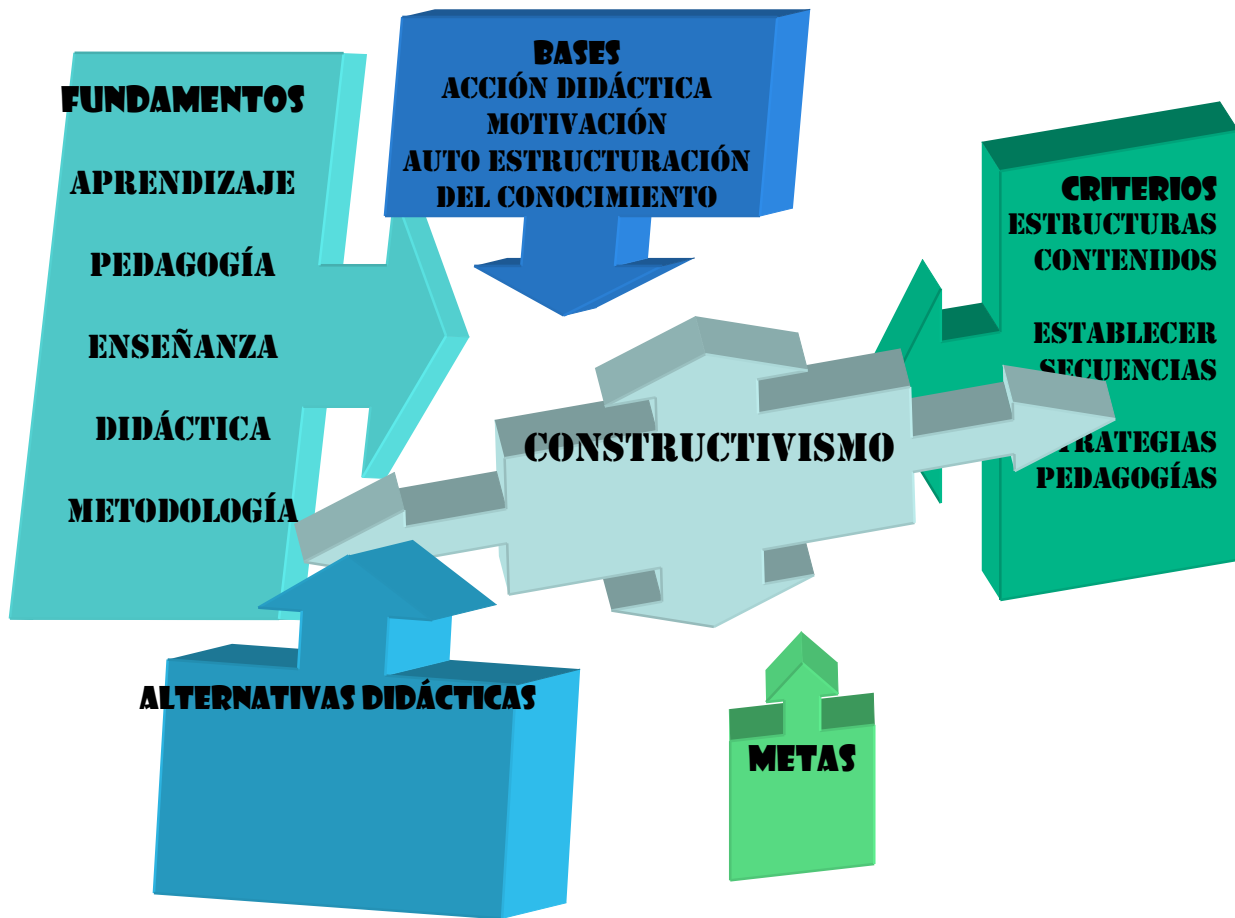 FUNDAMENTOS
APRENDIZAJE
PEDAGOGÍA
ENSEÑANZA
DIDÁCTICA
METODOLOGÍA
BASES
ACCIÓN DIDÁCTICA
MOTIVACIÓN
AUTO ESTRUCTURACIÓN
DEL CONOCIMIENTO
CRITERIOS
ESTRUCTURAS
CONTENIDOS
ESTABLECER
SECUENCIAS
PEDAGOGÍAS
CONSTRUCTIVISMO
ALTERNATIVAS DIDÁCTICAS
METAS